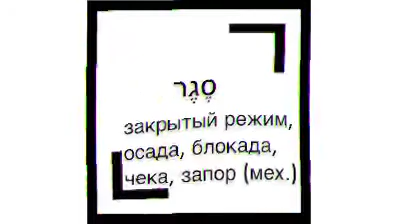 סֶגֶר
закрытый режим,
осада, блокада,
чека, запор (мех.)